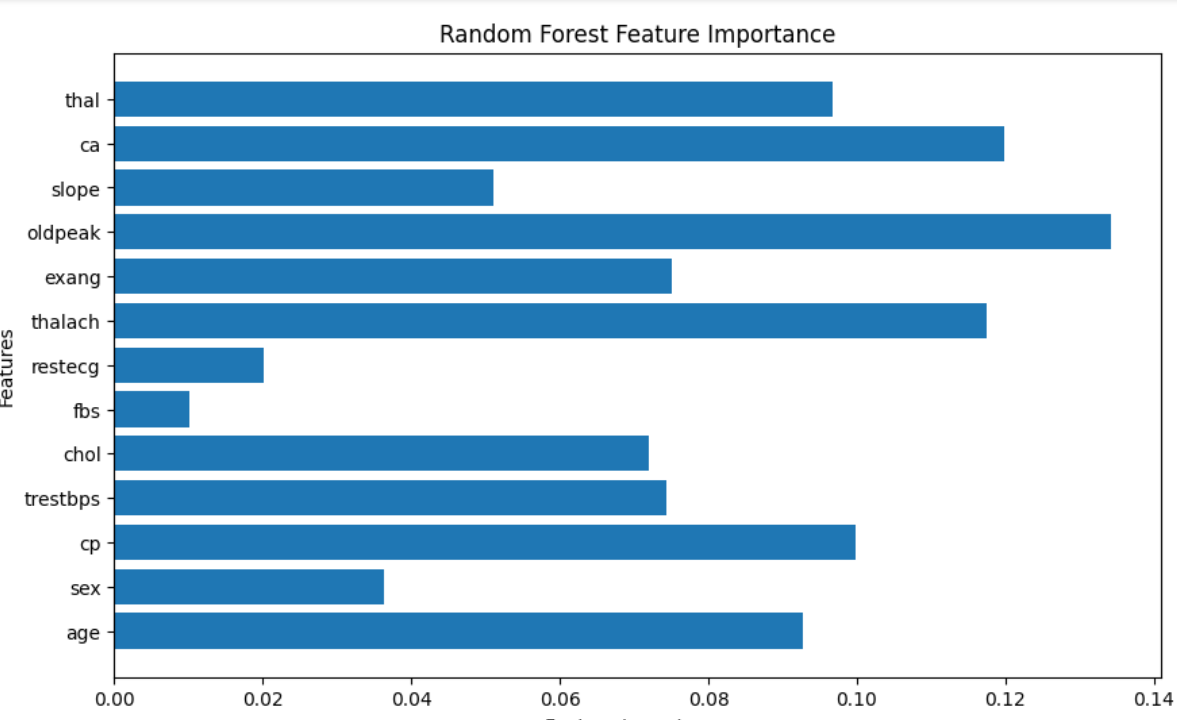 Random Forest Feature Importance
thal
ca
slope
oldpeak
exang
thalach
restecg
fbs
chol
trestbps
cp
sex
age
Features
0.00 0.02 0.04 0.06 0.08 0.10 0.12 0.14